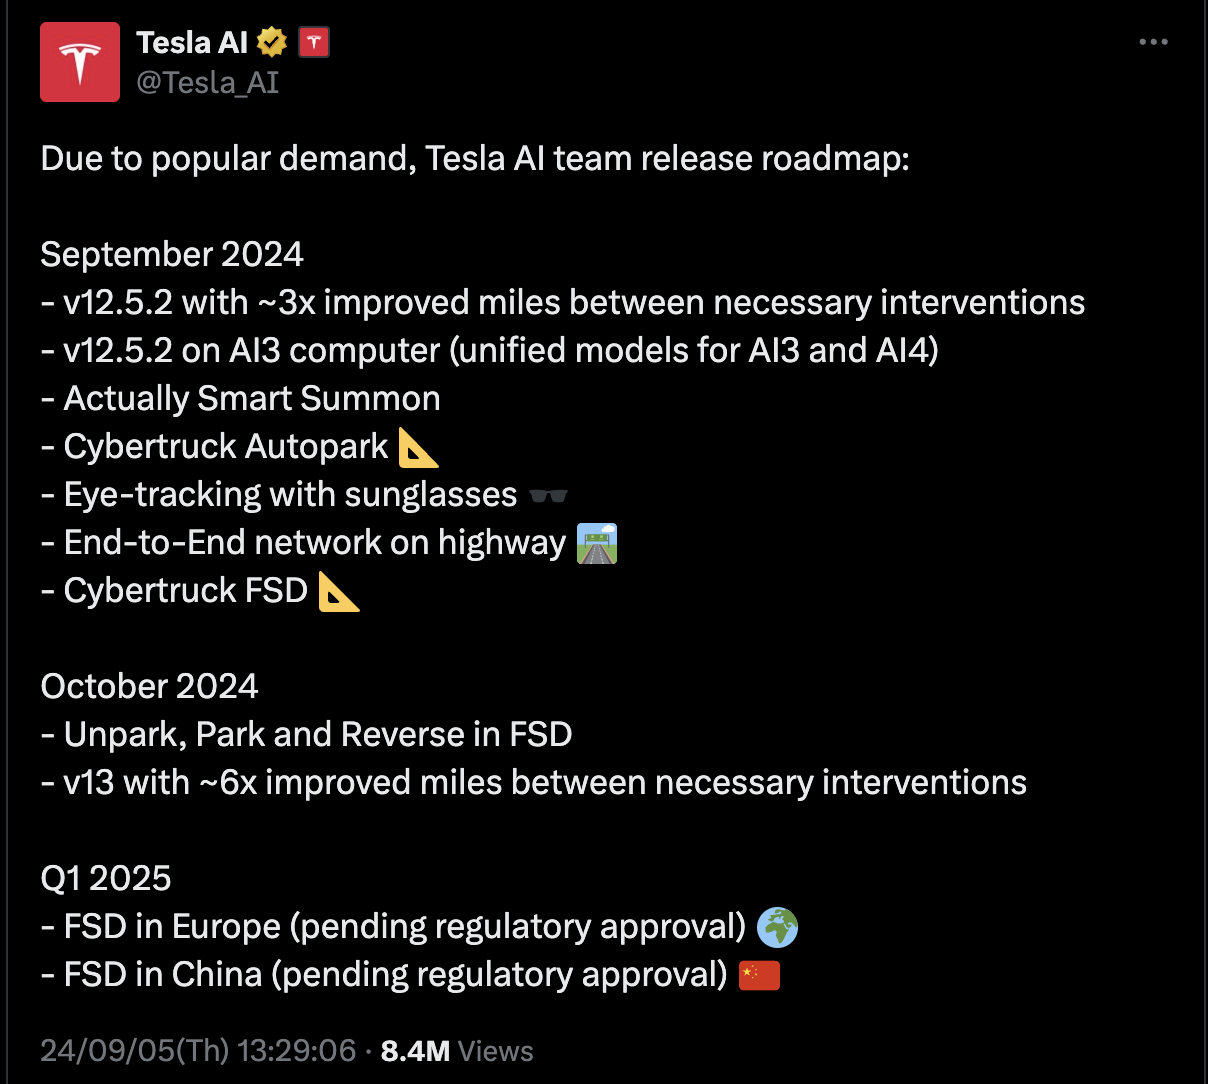 Tesla AI
@Tesla_AI
Due to popular demand, Tesla AI team release roadmap:
September 2024
- v12.5.2 with ~3x improved miles between necessary interventions
- v12.5.2 on AI3 computer (unified models for AI3 and AI4)
- Actually Smart Summon
- Cybertruck Autopark 📐
- Eye-tracking with sunglasses 🕶️
- End-to-End network on highway 🛣️
- Cybertruck FSD 📐
October 2024
- Unpark, Park and Reverse in FSD
- v13 with ~6x improved miles between necessary interventions
Q1 2025
- FSD in Europe (pending regulatory approval) 🌍
- FSD in China (pending regulatory approval) 🇨🇳
24/09/05(Th) 13:29:06 · 8.4M Views